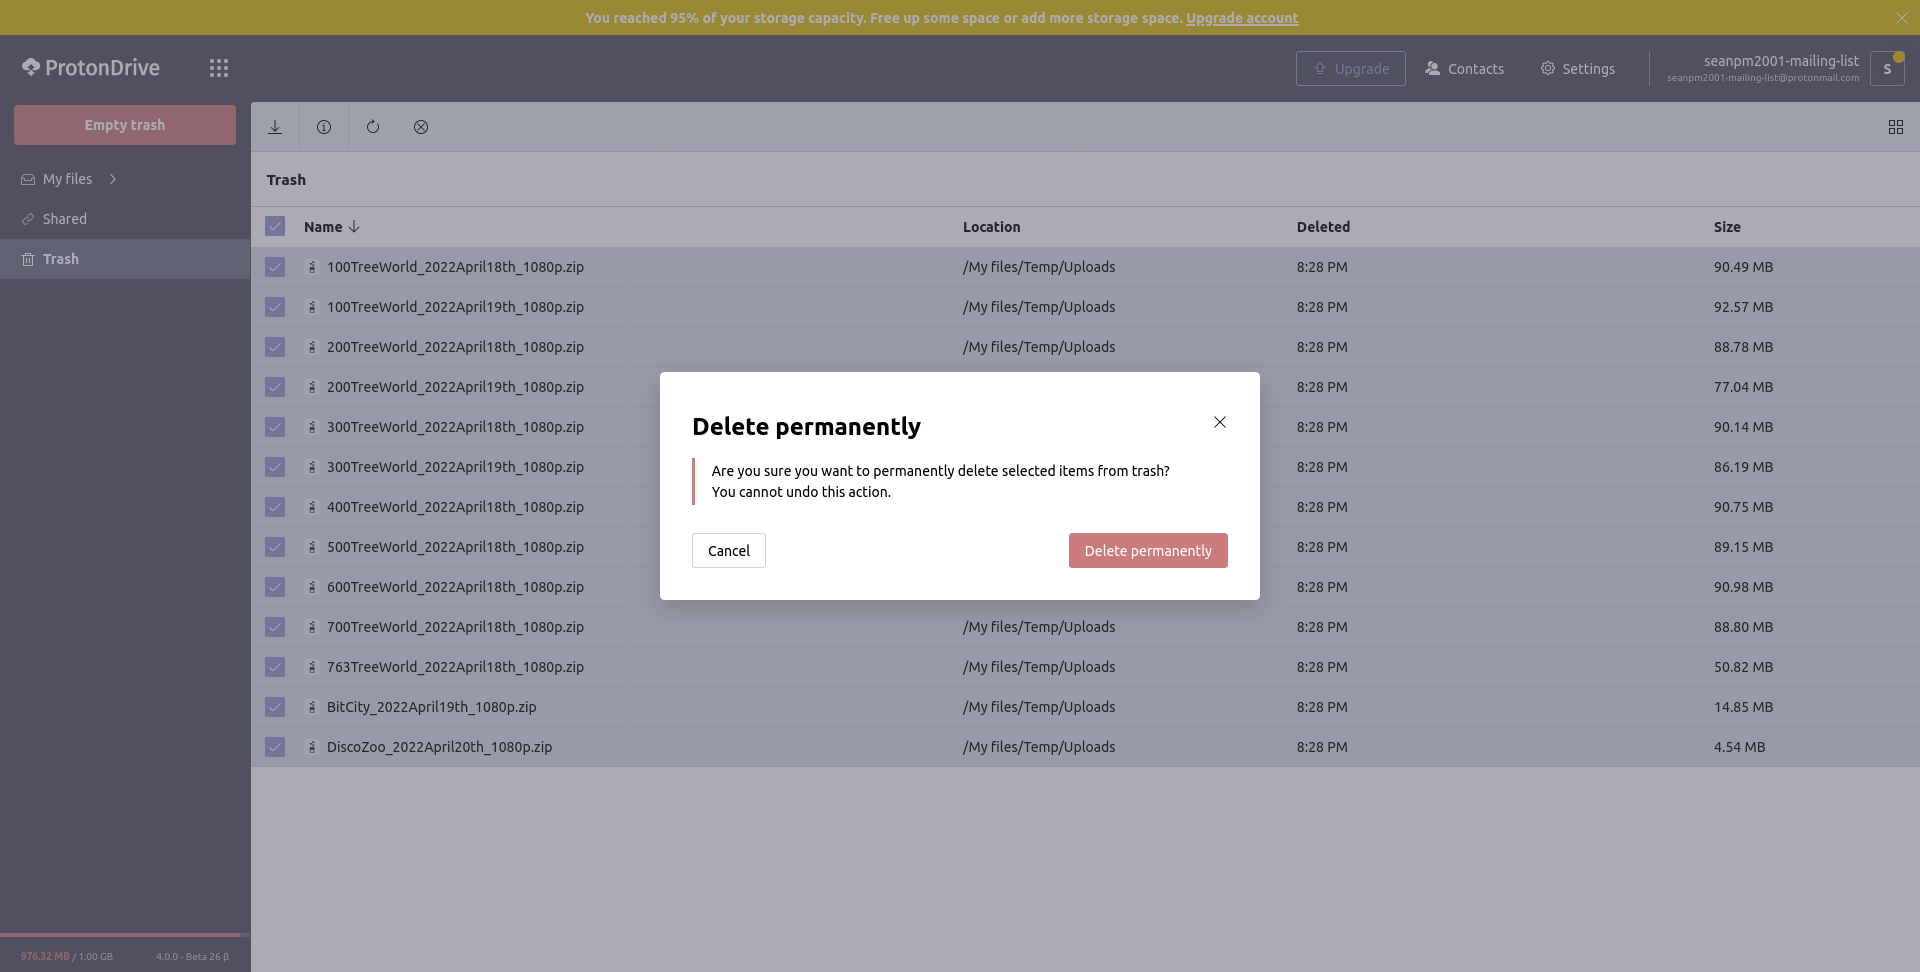 You reached 95% of your storage capacity. Free up some space or add more storage space. Upgrade account
ProtonDrive
Upgrade
Contacts
Settings
seanpm2001-mailing-list
seanpm2001-mailing-list@protonmail.com
S
Empty trash
My files
Shared
Trash
Trash
Name Location Deleted Size
100TreeWorld_2022April18th_1080p.zip /My files/Temp/Uploads 8:28 PM 90.49 MB
100TreeWorld_2022April19th_1080p.zip /My files/Temp/Uploads 8:28 PM 92.57 MB
200TreeWorld_2022April18th_1080p.zip /My files/Temp/Uploads 8:28 PM 88.78 MB
200TreeWorld_2022April19th_1080p.zip 8:28 PM 77.04 MB
300TreeWorld_2022April18th_1080p.zip 8:28 PM 90.14 MB
300TreeWorld_2022April19th_1080p.zip 8:28 PM 86.19 MB
400TreeWorld_2022April18th_1080p.zip 8:28 PM 90.75 MB
500TreeWorld_2022April18th_1080p.zip 8:28 PM 89.15 MB
600TreeWorld_2022April18th_1080p.zip 8:28 PM 90.98 MB
700TreeWorld_2022April18th_1080p.zip /My files/Temp/Uploads 8:28 PM 88.80 MB
763TreeWorld_2022April18th_1080p.zip /My files/Temp/Uploads 8:28 PM 50.82 MB
BitCity_2022April19th_1080p.zip /My files/Temp/Uploads 8:28 PM 14.85 MB
DiscoZoo_2022April20th_1080p.zip /My files/Temp/Uploads 8:28 PM 4.54 MB
Delete permanently
Are you sure you want to permanently delete selected items from trash?
You cannot undo this action.
Cancel
Delete permanently
976.32 MB / 1.00 GB
4.0.0 - Beta 26 β